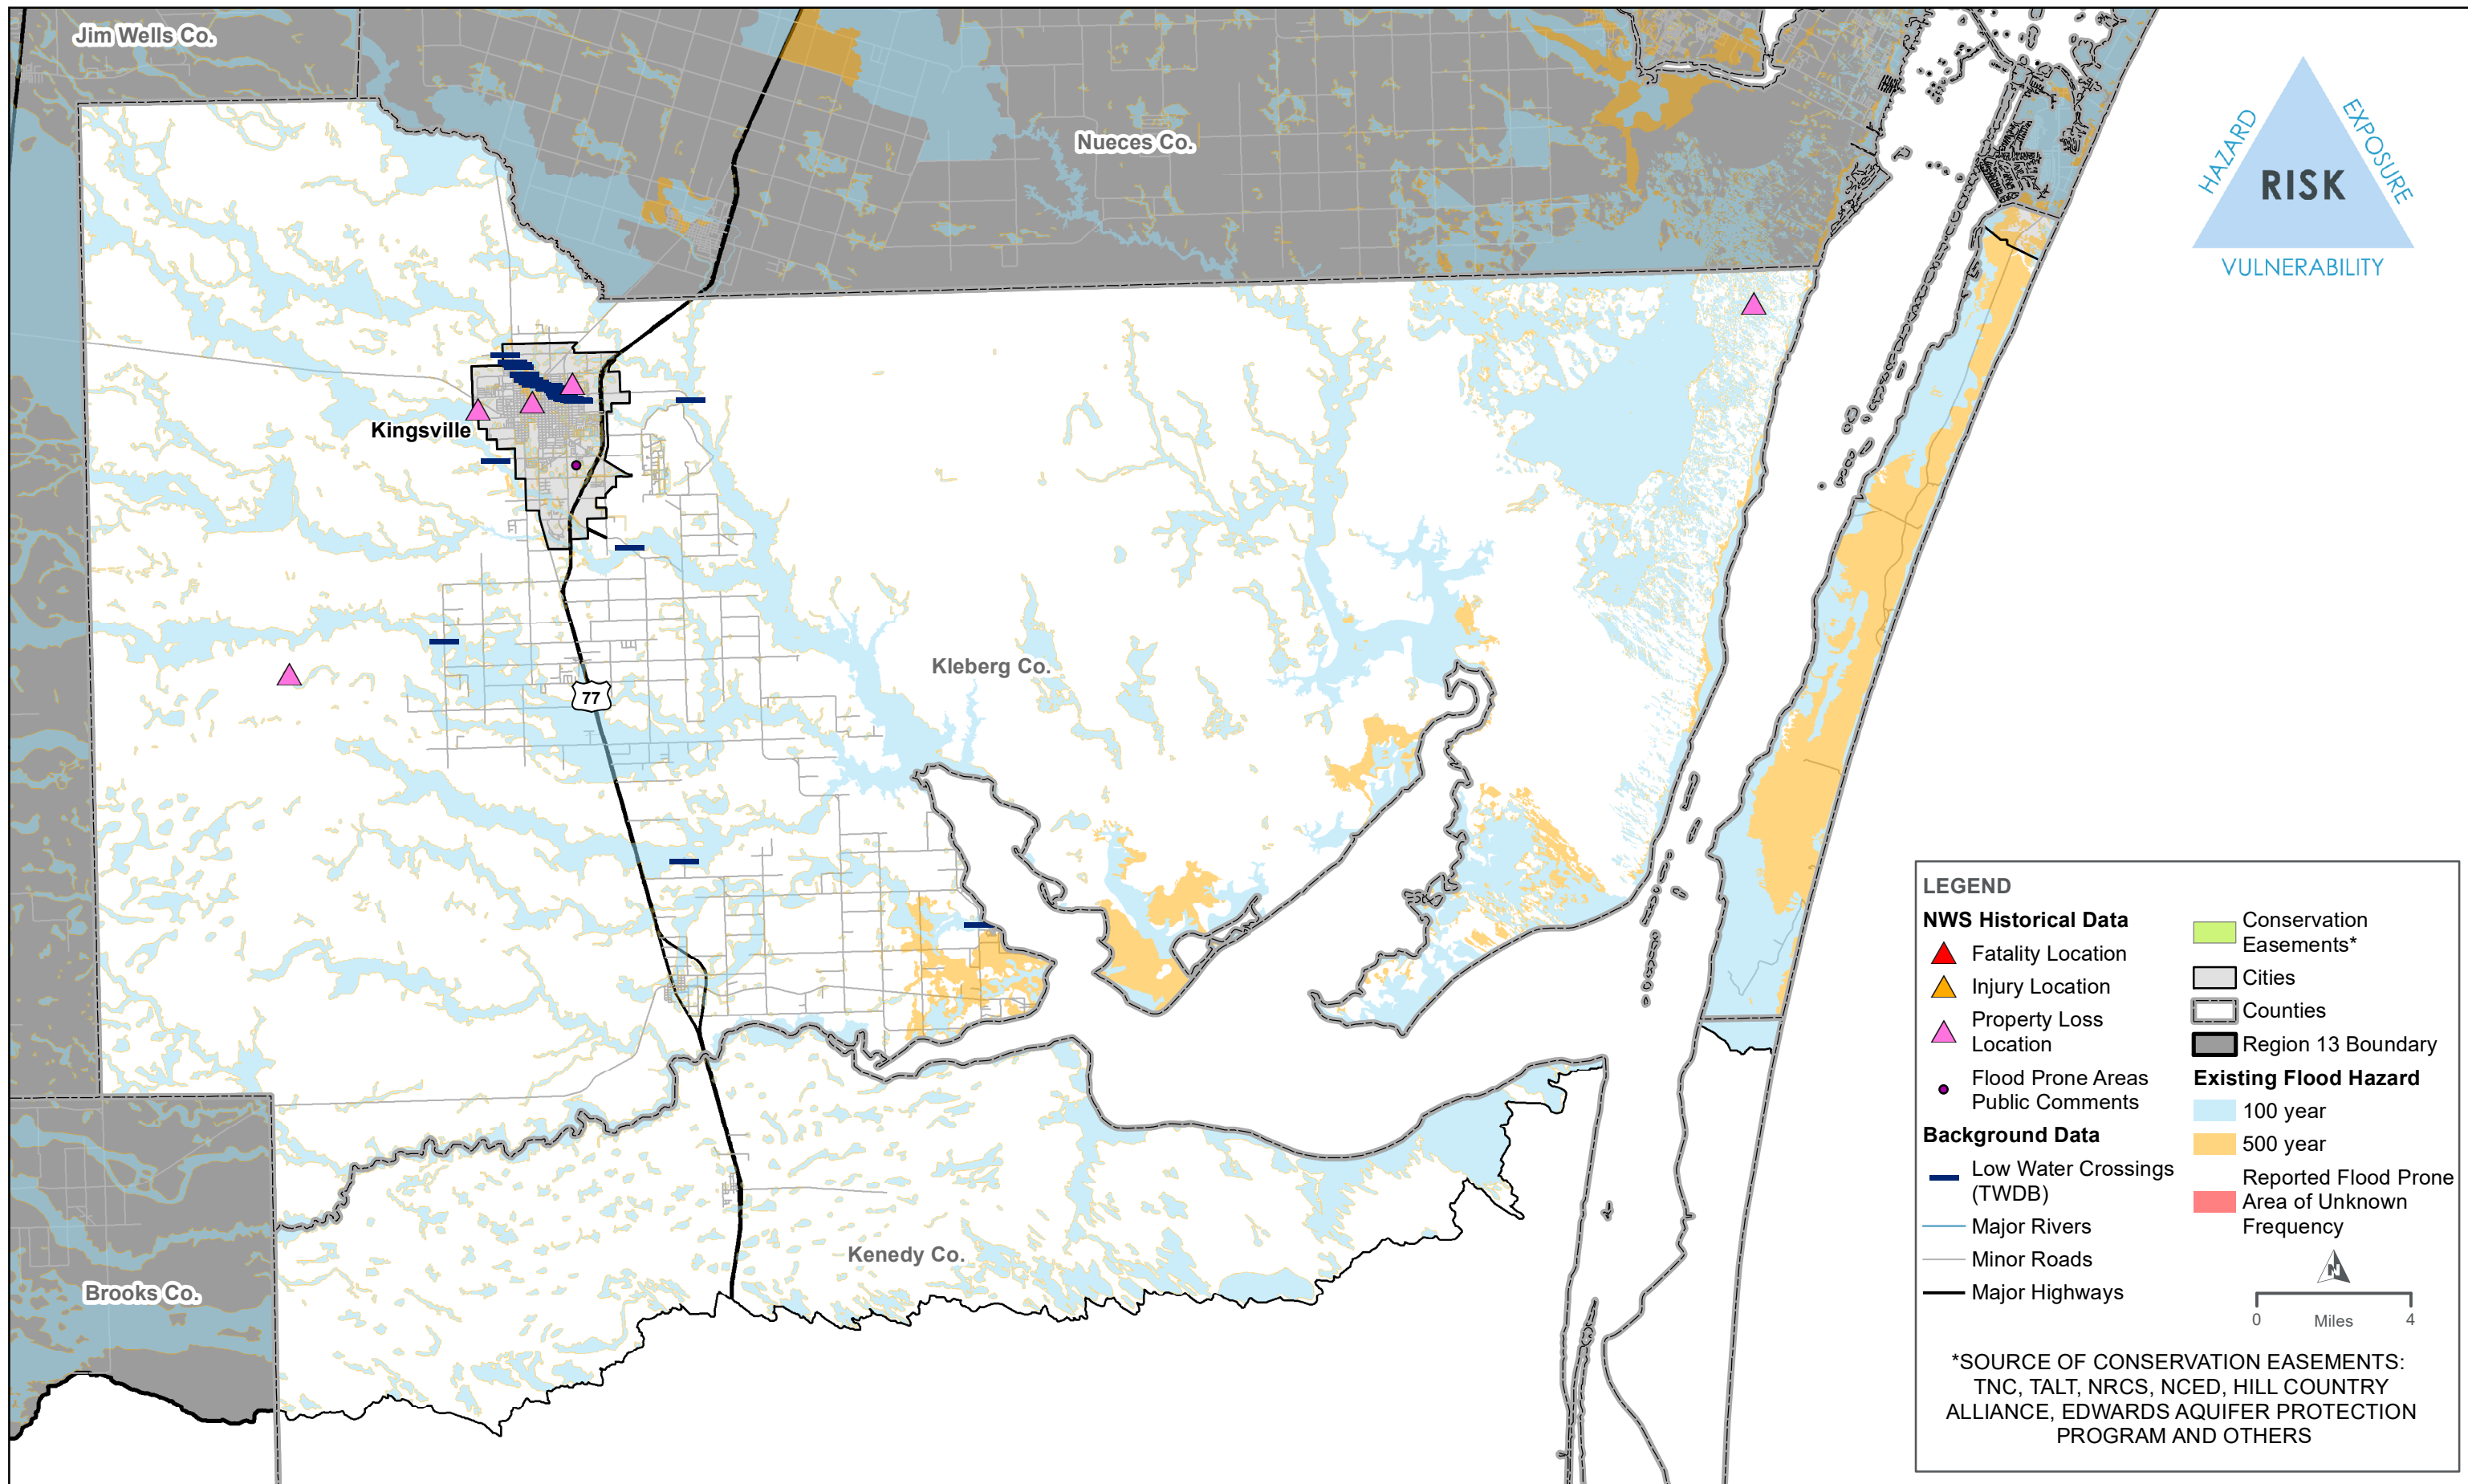 Jim Wells Co.
Nueces Co.
HAZARD
EXPOSURE
RISK
VULNERABILITY
Kingsville
Kleberg Co.
77
Kenedy Co.
Brooks Co.
LEGEND
NWS Historical Data
Fatality Location
Injury Location
Property Loss
Location
Flood Prone Areas
Public Comments
Background Data
Low Water Crossings
(TWDB)
Major Rivers
Minor Roads
Major Highways
Conservation
Easements*
Cities
Counties
Region 13 Boundary
Existing Flood Hazard
100 year
500 year
Reported Flood Prone
Area of Unknown
Frequency
N
0 Miles 4
*SOURCE OF CONSERVATION EASEMENTS:
TNC, TALT, NRCS, NCED, HILL COUNTRY
ALLIANCE, EDWARDS AQUIFER PROTECTION
PROGRAM AND OTHERS